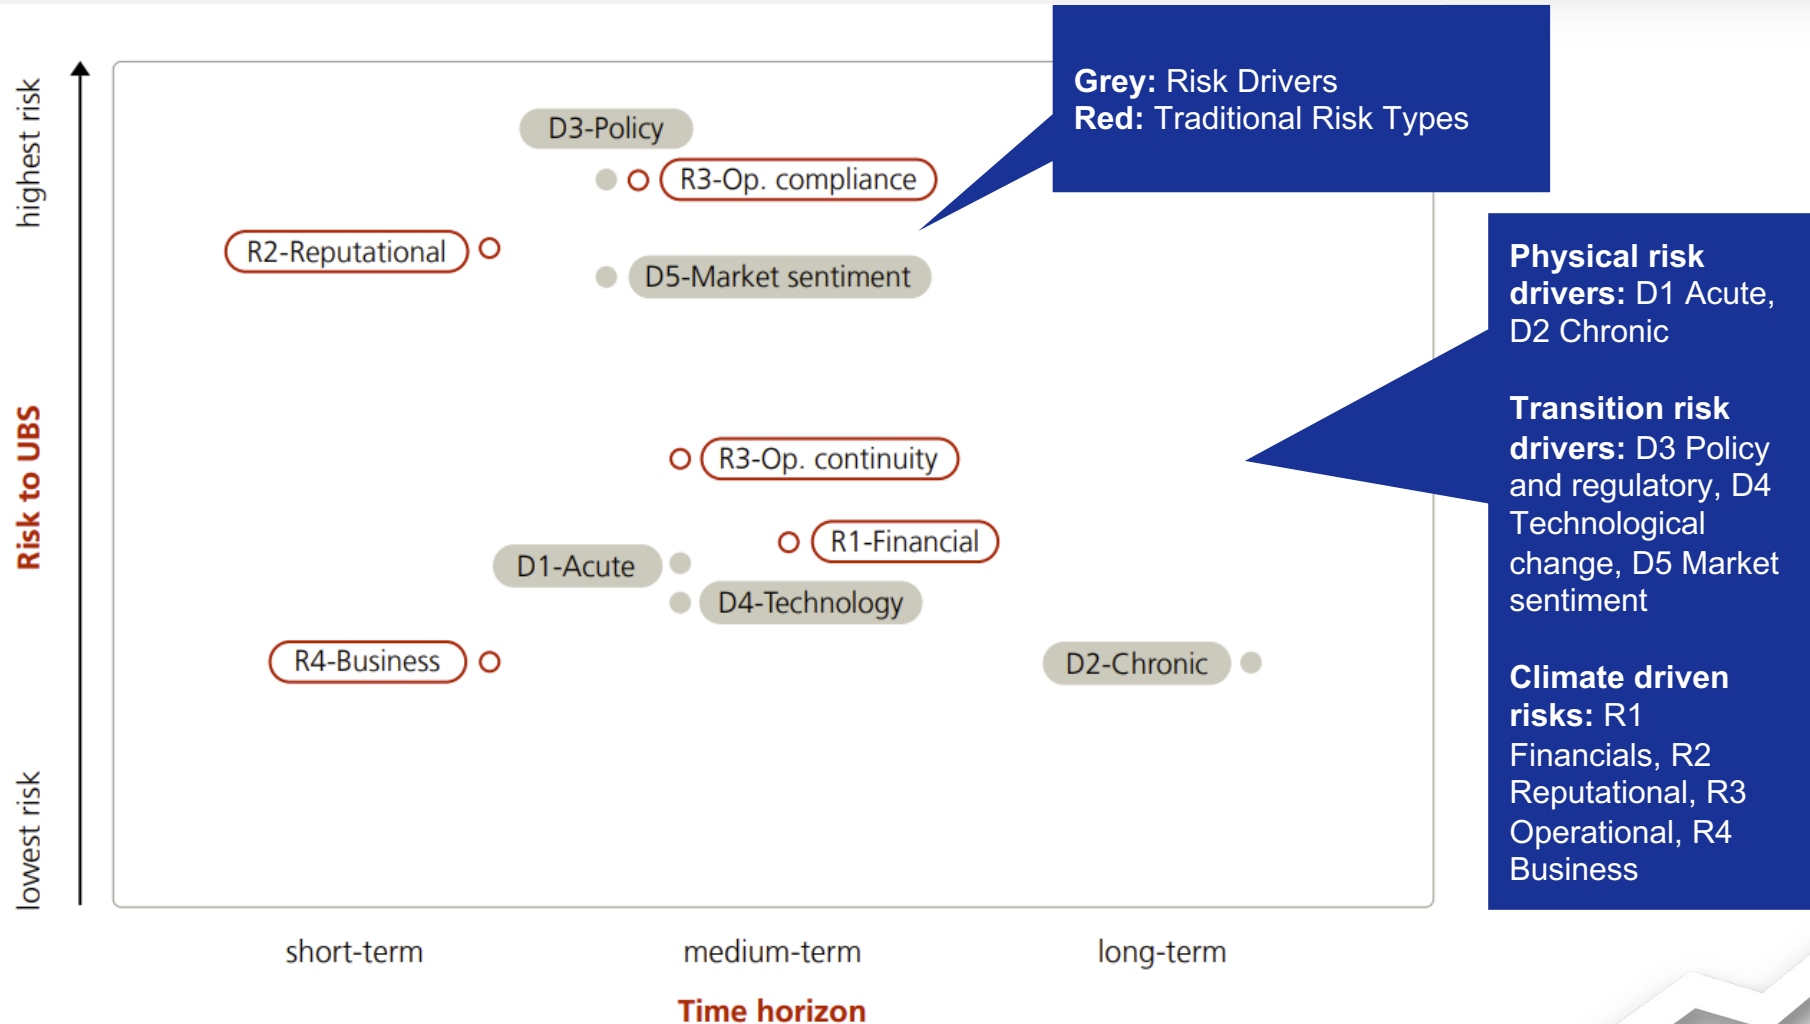 Grey: Risk Drivers
Red: Traditional Risk Types
highest risk
Risk to UBS
lowest risk
D3-Policy
R3-Op. compliance
R2-Reputational
D5-Market sentiment
R3-Op. continuity
R1-Financial
D1-Acute
D4-Technology
R4-Business
D2-Chronic
short-term
medium-term
long-term
Time horizon
Physical risk
drivers: D1 Acute,
D2 Chronic
Transition risk
drivers: D3 Policy
and regulatory, D4
Technological
change, D5 Market
sentiment
Climate driven
risks: R1
Financials, R2
Reputational, R3
Operational, R4
Business